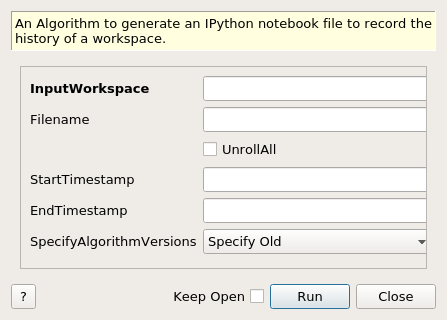 An Algorithm to generate an IPython notebook file to record the
history of a workspace.
InputWorkspace
Filename
UnrollAll
StartTimestamp
EndTimestamp
SpecifyAlgorithmVersions Specify Old
? Keep Open Run Close